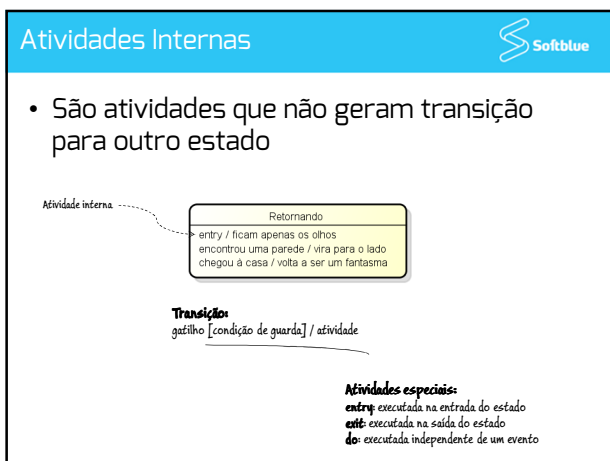 Atividades Internas
Softblue
• São atividades que não geram transição
para outro estado
Atividade interna
Retornando
entry / ficam apenas os olhos
encontrou uma parede / vira para o lado
chegou à casa / volta a ser um fantasma
Transição:
gatilho [condição de guarda] / atividade
Atividades especiais:
entry: executada na entrada do estado
exit: executada na saída do estado
do: executada independente de um evento